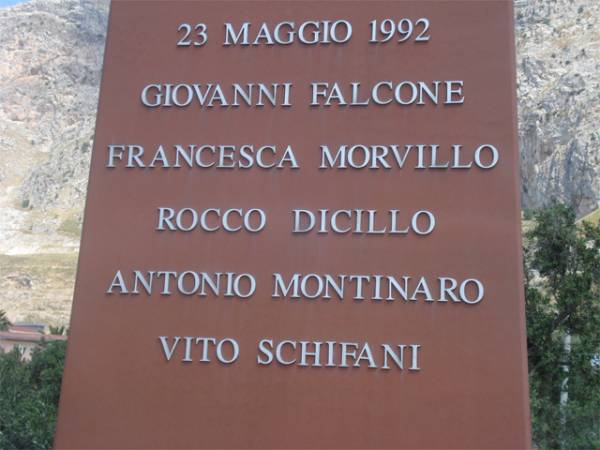 23 MAGGIO 1992
GIOVANNI FALCONE
FRANCESCA MORVILLO
ROCCO DICILLO
ANTONIO MONTINARO
VITO SCHIFANI